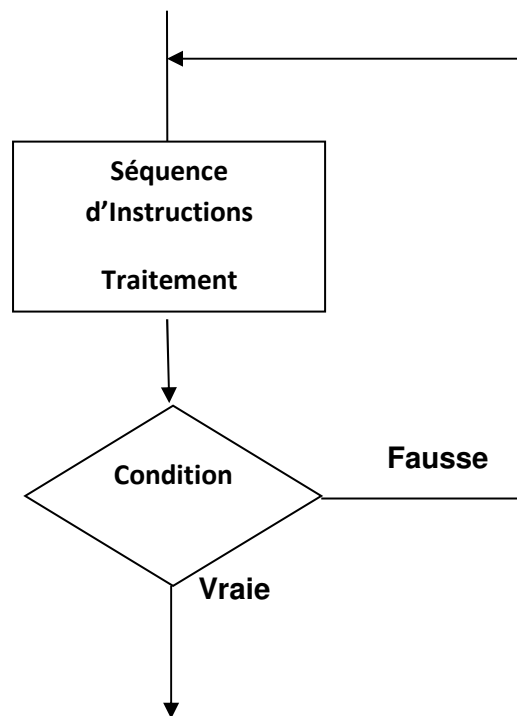 Séquence
d’Instructions
Traitement
Condition
Fausse
Vraie